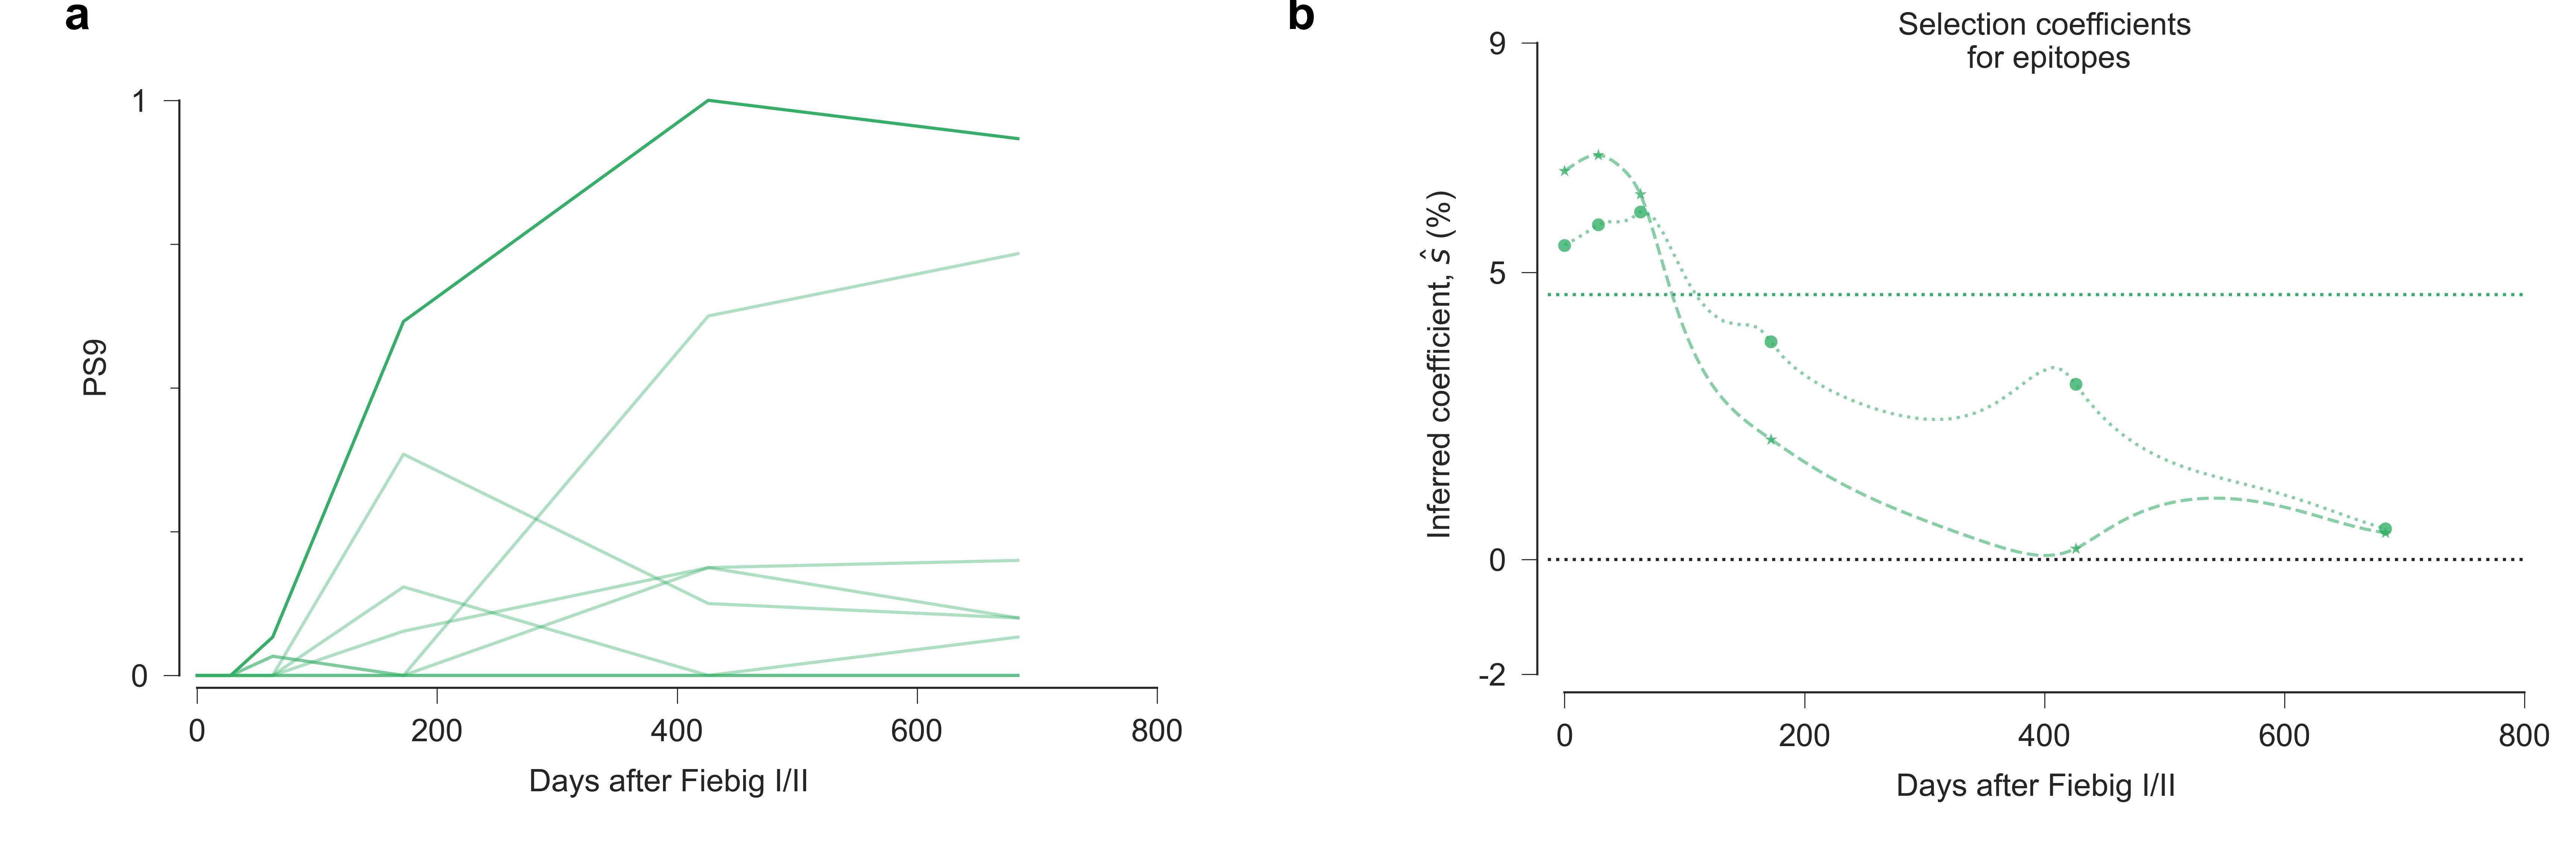 a
1
PS9
0
0 200 400 600 800
Days after Fiebig I/II
b
Selection coefficients
for epitopes
9
5
0
-2
Inferred coefficient, ŝ (%)
0 200 400 600 800
Days after Fiebig I/II